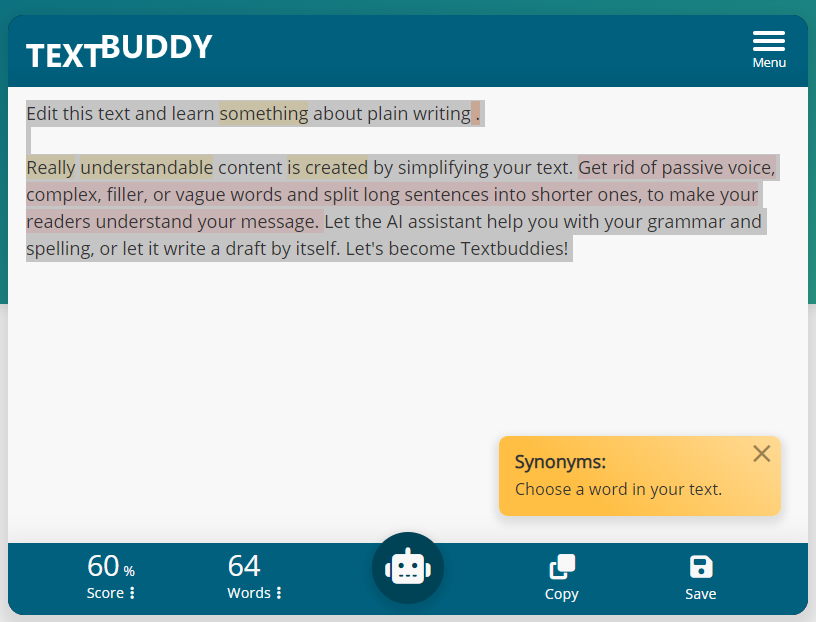 TEXTBUDDY
Menu
Edit this text and learn something about plain writing .
Really understandable content is created by simplifying your text. Get rid of passive voice,
complex, filler, or vague words and split long sentences into shorter ones, to make your
readers understand your message. Let the AI assistant help you with your grammar and
spelling, or let it write a draft by itself. Let's become Textbuddies!
Synonyms:
Choose a word in your text.
60 %
Score
64
Words
Copy
Save